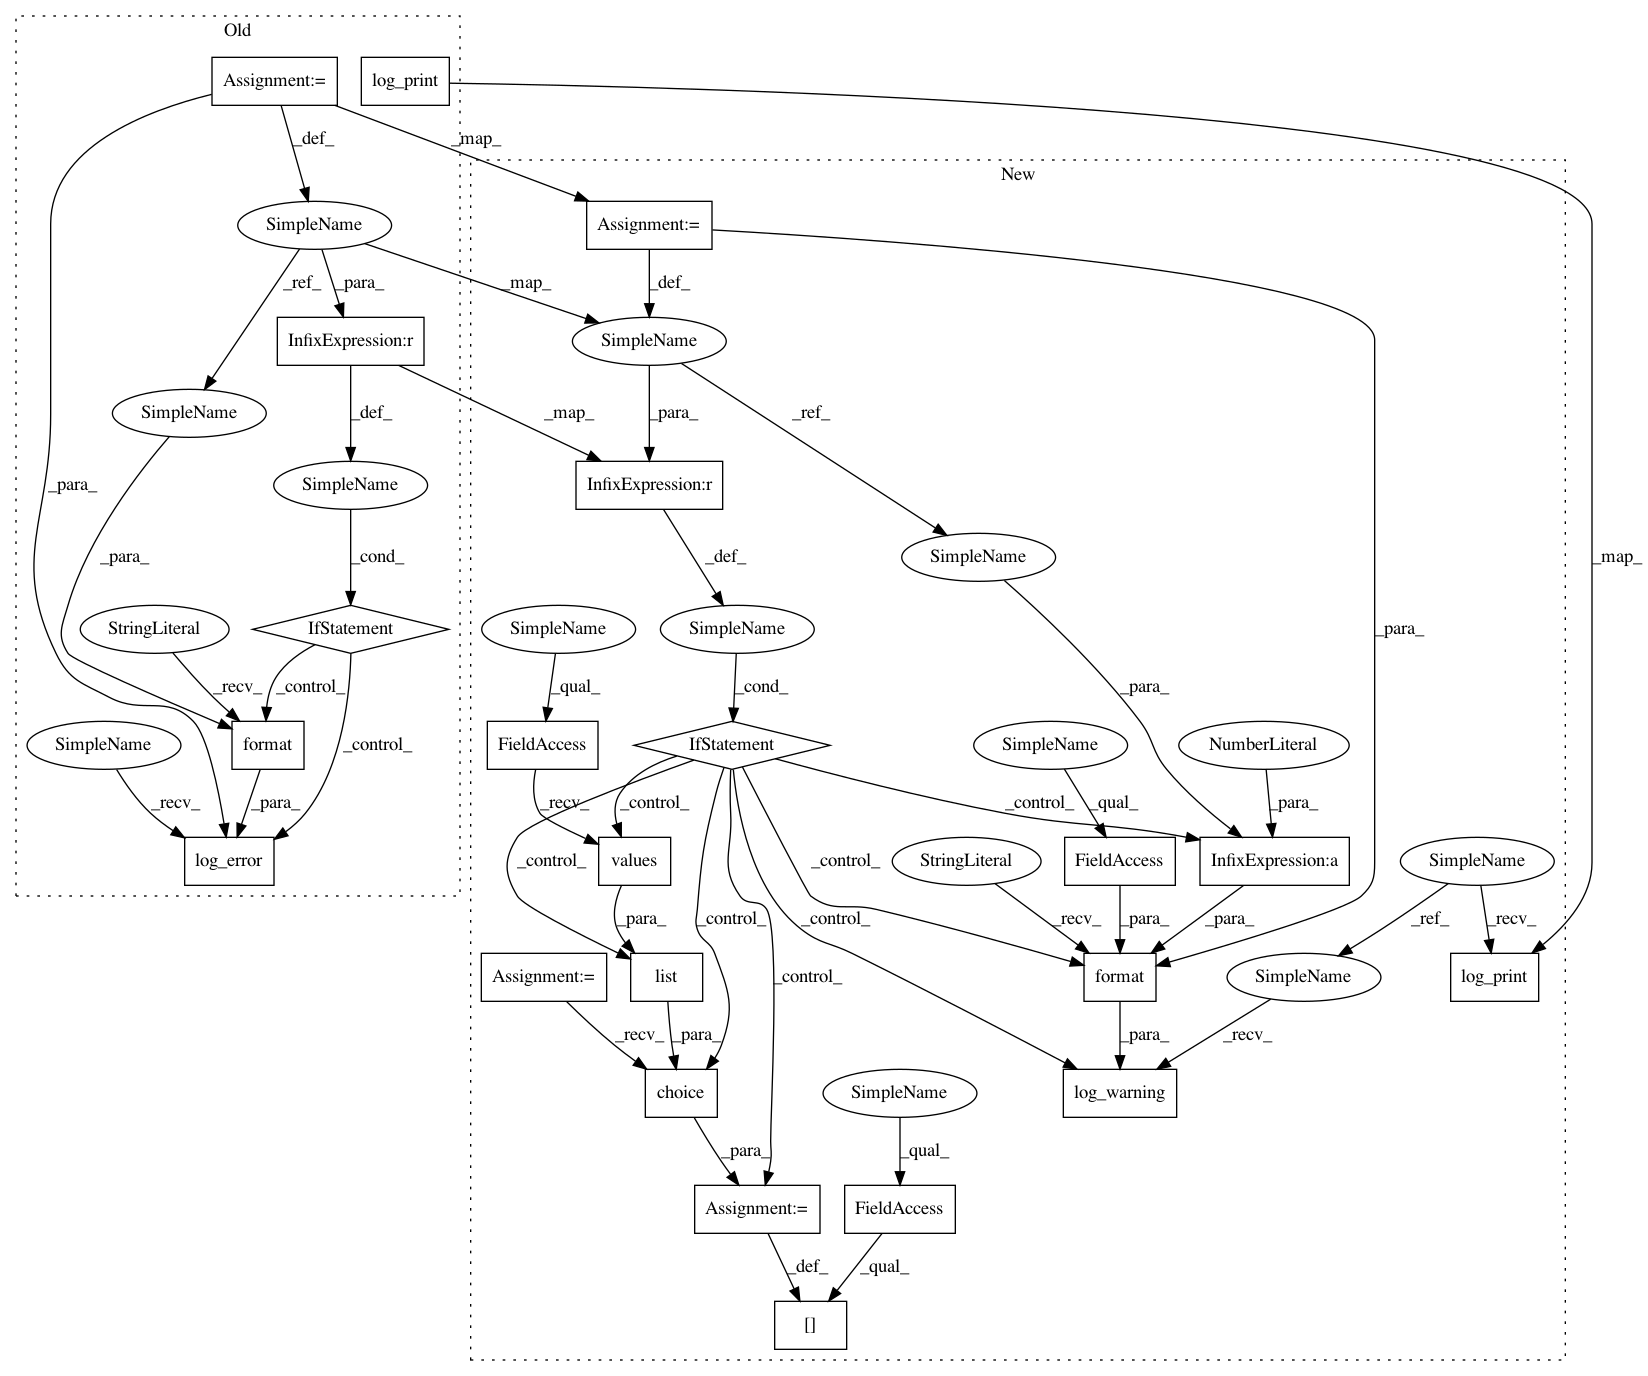 Old
Assignment:=
log_print
_def_
_map_
New
SimpleName
Assignment:=
_ref_
_para_
_map_
_def_
InfixExpression:r
SimpleName
SimpleName
_def_
_map_
_para_
_ref_
_para_
SimpleName
InfixExpression:r
_para_
_cond_
_def_
SimpleName
_map_
StringLiteral
IfStatement
SimpleName
SimpleName
_para_
_recv_
_control_
_qual_
_cond_
_para_
SimpleName
format
_control_
FieldAccess
IfStatement
SimpleName
NumberLiteral
_recv_
_para_
_recv_
_control_
_control_
_qual_
_para_
log_error
values
_control_
_control_
StringLiteral
FieldAccess
InfixExpression:a
SimpleName
_para_
_control_
_control_
_recv_
_para_
_para_
_ref_
_recv_
Assignment:=
list
_control_
format
SimpleName
log_print
_recv_
_para_
_para_
_recv_
choice
SimpleName
log_warning
_para_
_qual_
Assignment:=
FieldAccess
_def_
_qual_
[]